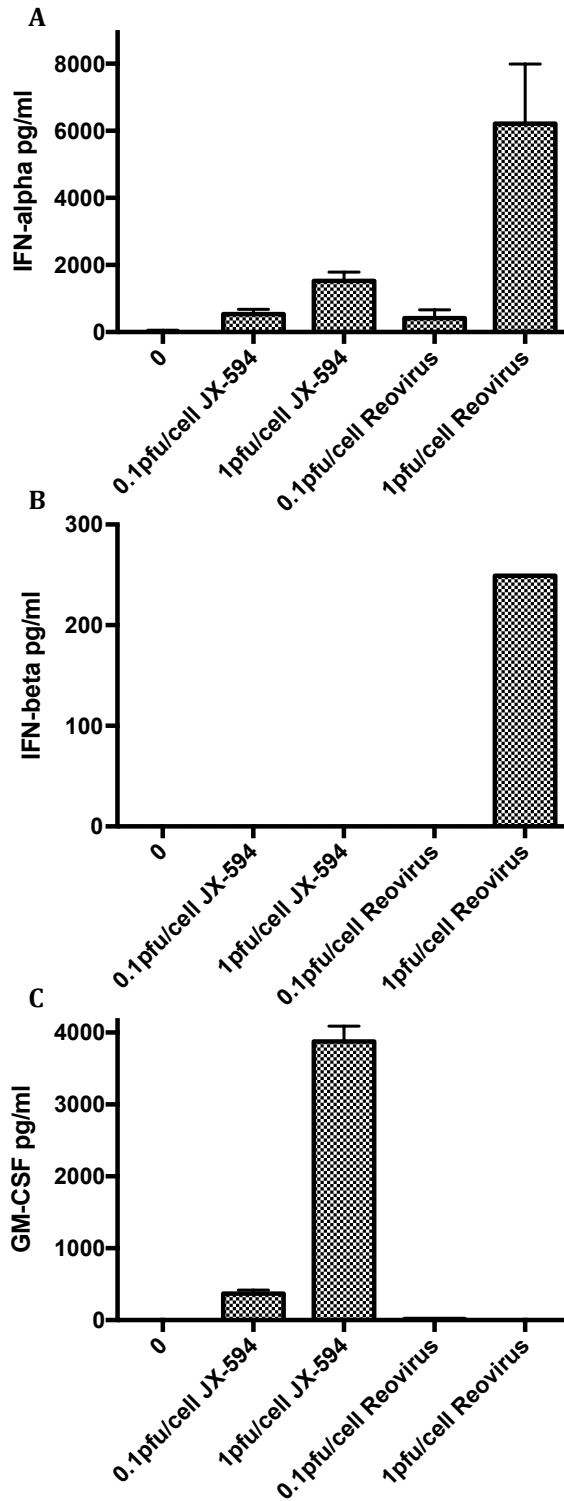 A
IFN-alpha pg/ml
8000
6000
4000
2000
0
0
0.1pfu/cell JX-594
1pfu/cell JX-594
0.1pfu/cell Reovirus
1pfu/cell Reovirus
B
IFN-beta pg/ml
300
200
100
0
0
0.1pfu/cell JX-594
1pfu/cell JX-594
0.1pfu/cell Reovirus
1pfu/cell Reovirus
C
GM-CSF pg/ml
4000
3000
2000
1000
0
0
0.1pfu/cell JX-594
1pfu/cell JX-594
0.1pfu/cell Reovirus
1pfu/cell Reovirus